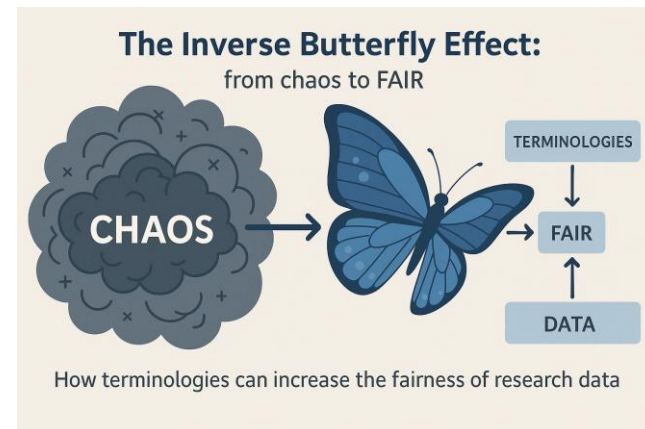 The Inverse Butterfly Effect:
from chaos to FAIR
CHAOS
TERMINOLOGIES
FAIR
DATA
How terminologies can increase the fairness of research data